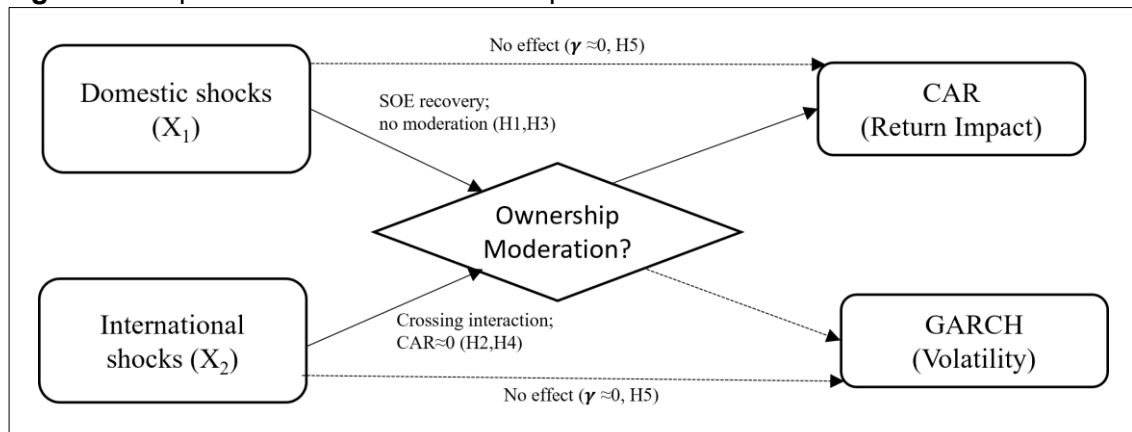 No effect (γ ≈0, H5)
Domestic shocks
(X₁)
CAR
(Return Impact)
SOE recovery;
no moderation (H1,H3)
Ownership
Moderation?
International
shocks (X₂)
Crossing interaction;
CAR≈0 (H2,H4)
GARCH
(Volatility)
No effect (γ ≈0, H5)